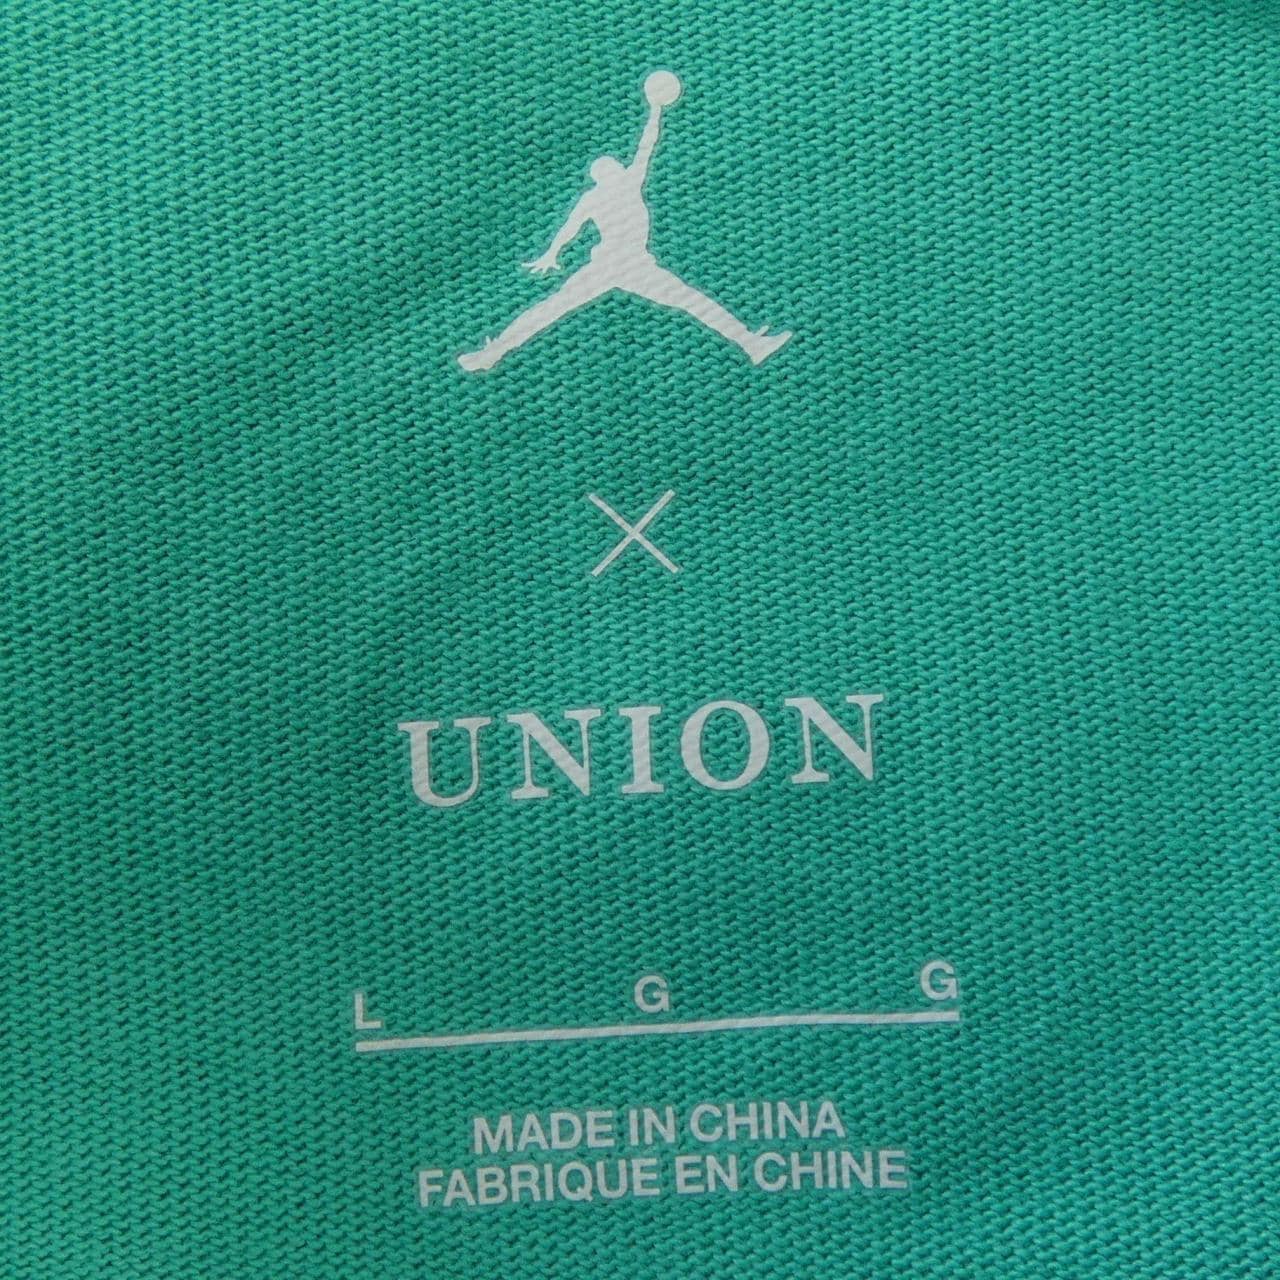 ×
UNION
L G G
MADE IN CHINA
FABRIQUE EN CHINE